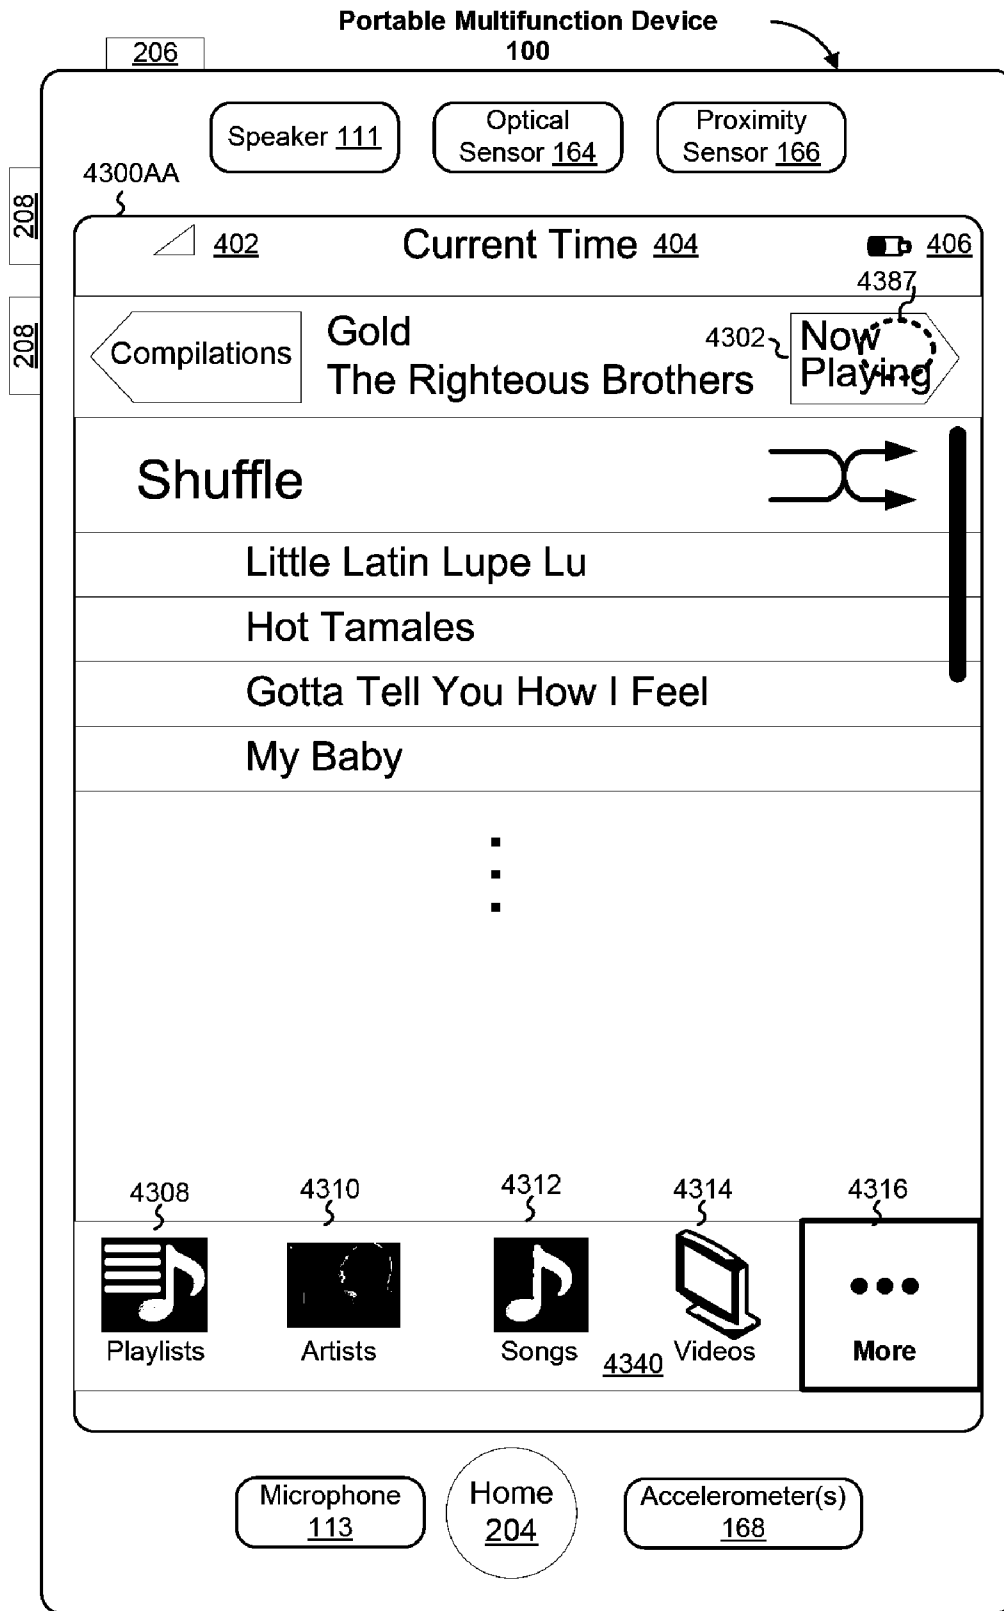 Portable Multifunction Device
100
206
Speaker 111
Optical
Sensor 164
Proximity
Sensor 166
4300AA
208
208
402
Current Time 404
406
4387
Compilations
Gold
The Righteous Brothers
4302
Now
Playing
Shuffle
Little Latin Lupe Lu
Hot Tamales
Gotta Tell You How I Feel
My Baby
4308
4310
4312
4314
4316
Playlists
Artists
Songs
4340
Videos
More
Microphone
113
Home
204
Accelerometer(s)
168